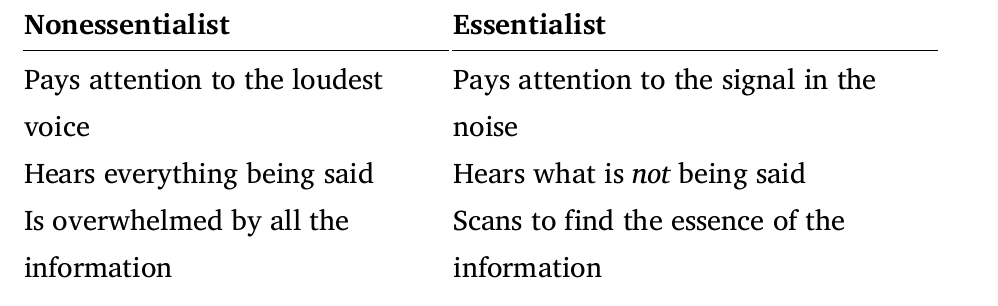 Nonessentialist Essentialist
Pays attention to the loudest Pays attention to the signal in the
voice noise
Hears everything being said Hears what is not being said
Is overwhelmed by all the Scans to find the essence of the
information information